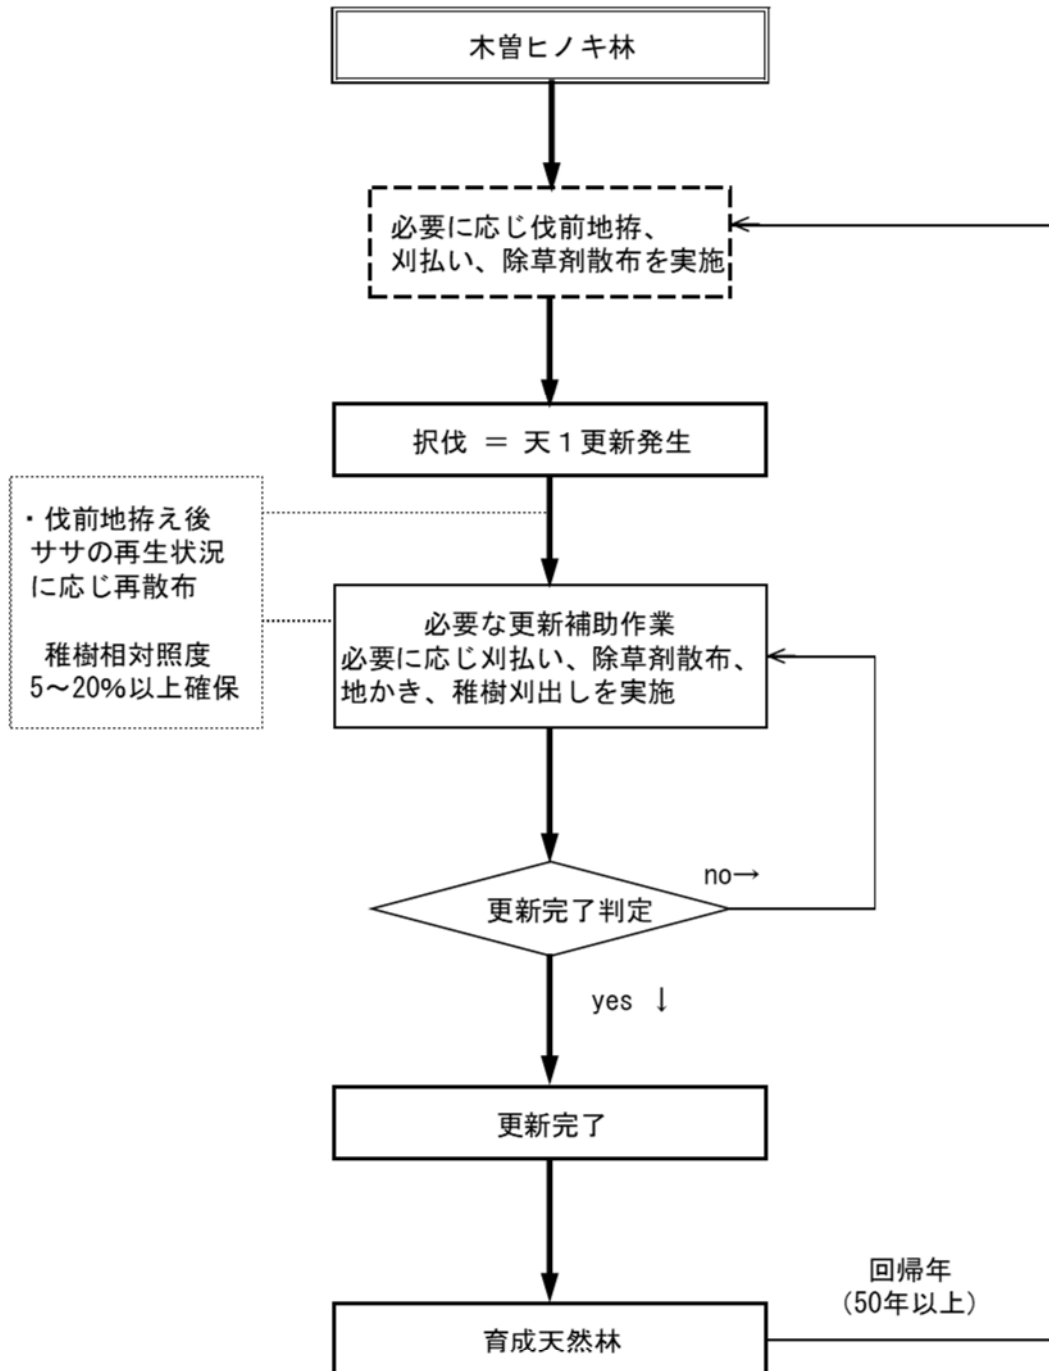 木曽ヒノキ林
必要に応じ伐前地拵、
刈払い、除草剤散布を実施
択伐 ＝ 天１更新発生
・伐前地拵え後
ササの再生状況
に応じ再散布
稚樹相対照度
5～20%以上確保
必要な更新補助作業
必要に応じ刈払い、除草剤散布、
地かき、稚樹刈出しを実施
no→
更新完了判定
yes ↓
更新完了
回帰年
（50年以上）
育成天然林